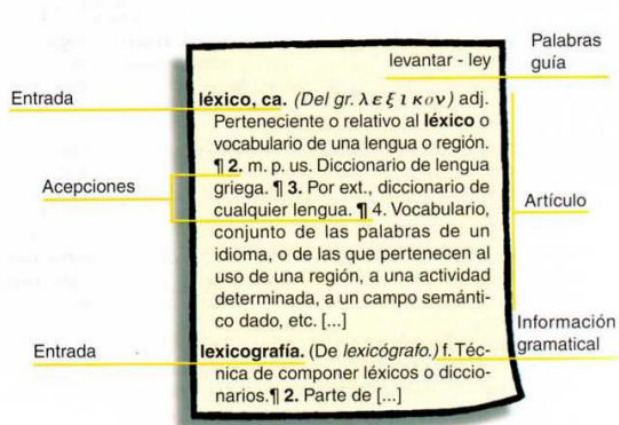 Palabras
guía
levantar - ley
Entrada
léxico, ca. (Del gr. λεξικον) adj.
Perteneciente o relativo al léxico o
vocabulario de una lengua o región.
¶ 2. m. p. us. Diccionario de lengua
griega. ¶ 3. Por ext., diccionario de
cualquier lengua. ¶ 4. Vocabulario,
conjunto de las palabras de un
idioma, o de las que pertenecen al
uso de una región, a una actividad
determinada, a un campo semánti-
co dado, etc. [...]
Acepciones
Artículo
Información
gramatical
Entrada
lexicografía. (De lexicógrafo.) f. Téc-
nica de componer léxicos o diccio-
narios.¶ 2. Parte de [...]